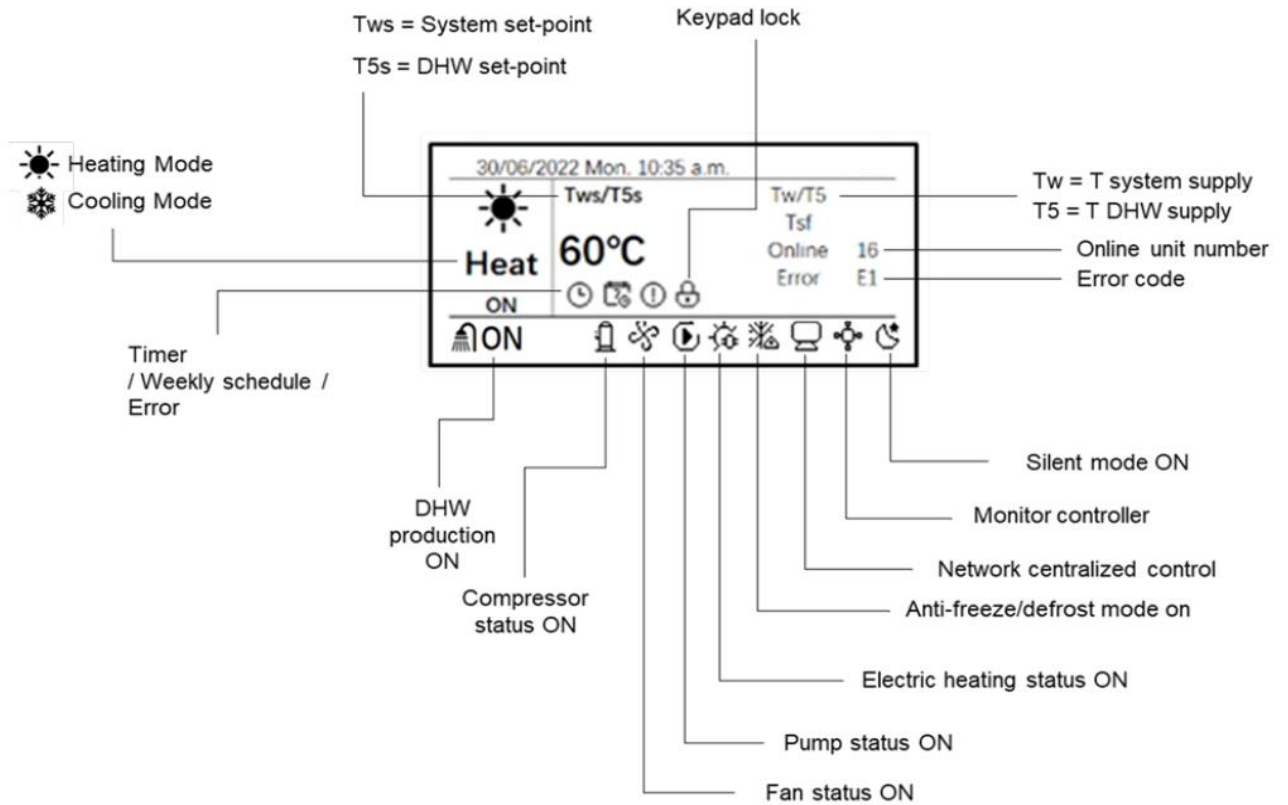 Tws = System set-point
T5s = DHW set-point
Keypad lock
Heating Mode
Cooling Mode
30/06/2022 Mon. 10:35 a.m.
Tws/T5s
Tw/T5
Tsf
60°C
Heat
Online 16
Error E1
ON
ON
Tw = T system supply
T5 = T DHW supply
Online unit number
Error code
Timer
/ Weekly schedule /
Error
DHW
production
ON
Compressor
status ON
Silent mode ON
Monitor controller
Network centralized control
Anti-freeze/defrost mode on
Electric heating status ON
Pump status ON
Fan status ON